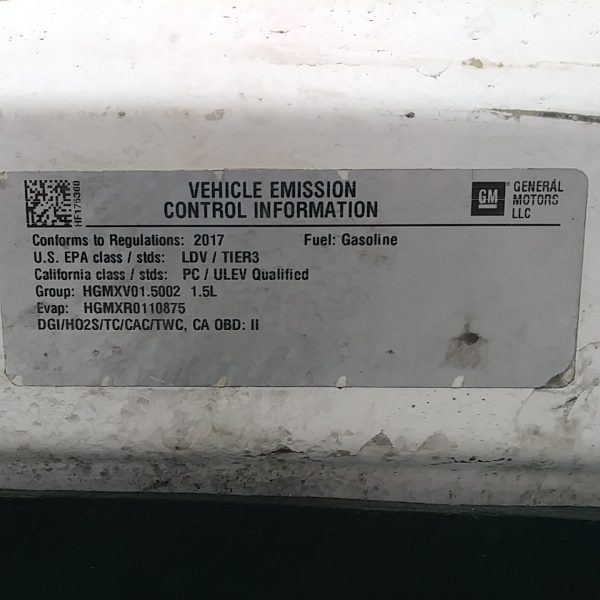 HF175360
VEHICLE EMISSION
CONTROL INFORMATION
GM
GENERAL
MOTORS
LLC
Conforms to Regulations: 2017 Fuel: Gasoline
U.S. EPA class / stds: LDV / TIER3
California class / stds: PC / ULEV Qualified
Group: HGMXV01.5002 1.5L
Evap: HGMXR0110875
DGI/HO2S/TC/CAC/TWC, CA OBD: II